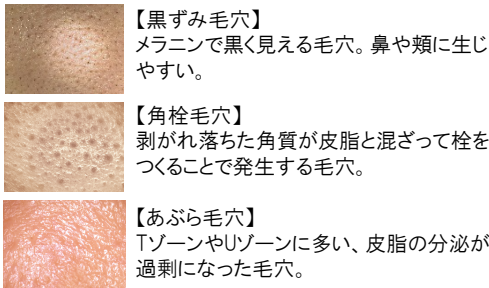 【黒ずみ毛穴】
メラニンで黒く見える毛穴。鼻や頬に生じ
やすい。
【角栓毛穴】
剥がれ落ちた角質が皮脂と混ざって栓を
つくることで発生する毛穴。
【あぶら毛穴】
TゾーンやUゾーンに多い、皮脂の分泌が
過剰になった毛穴。